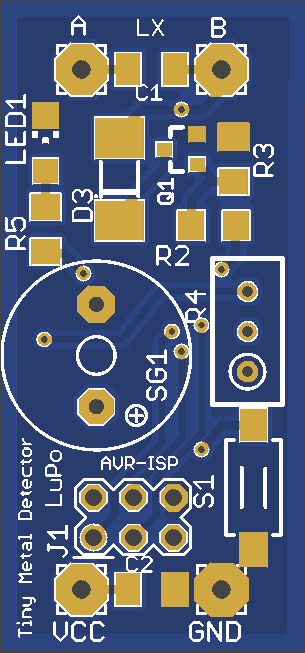 A LX B
C1
LED1
Q1
R3
D3
R5
R2
R4
SG1
AVR-ISP
Tiny Metal Detector
LuPo
S1
J1
C2
VCC GND